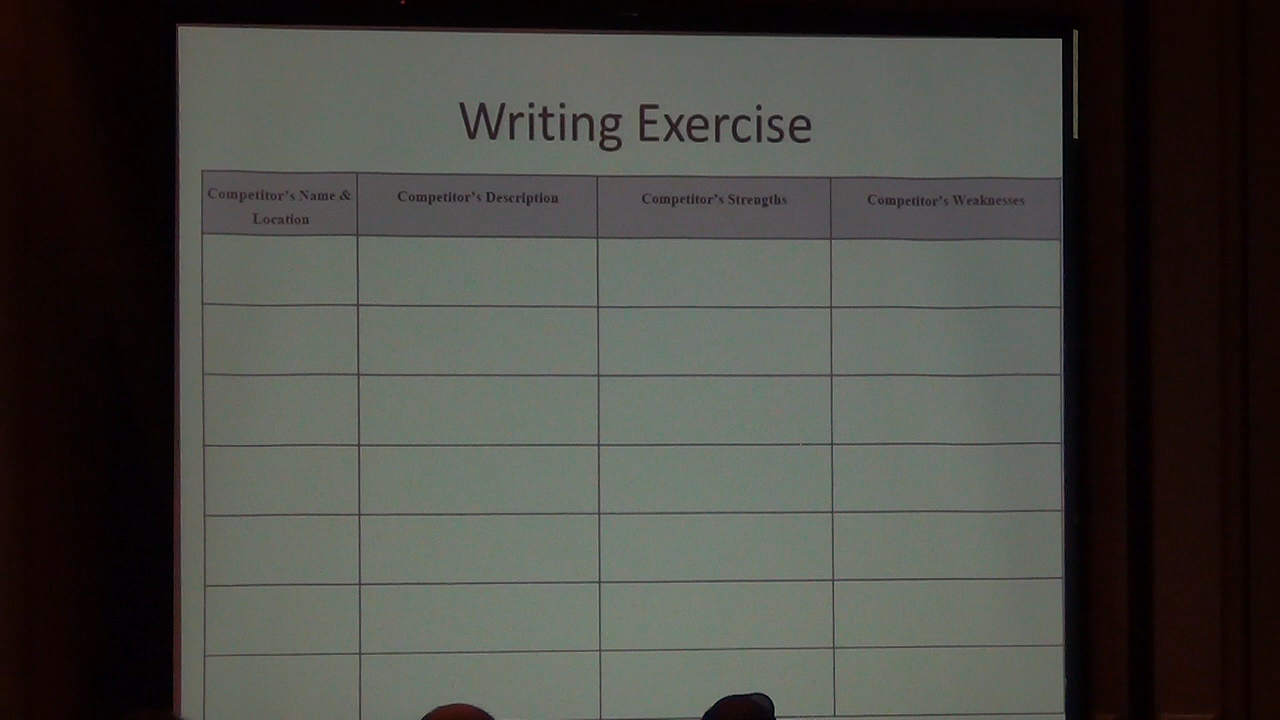 Writing Exercise
Competitor's Name &
Location
Competitor's Description
Competitor's Strengths
Competitor's Weaknesses